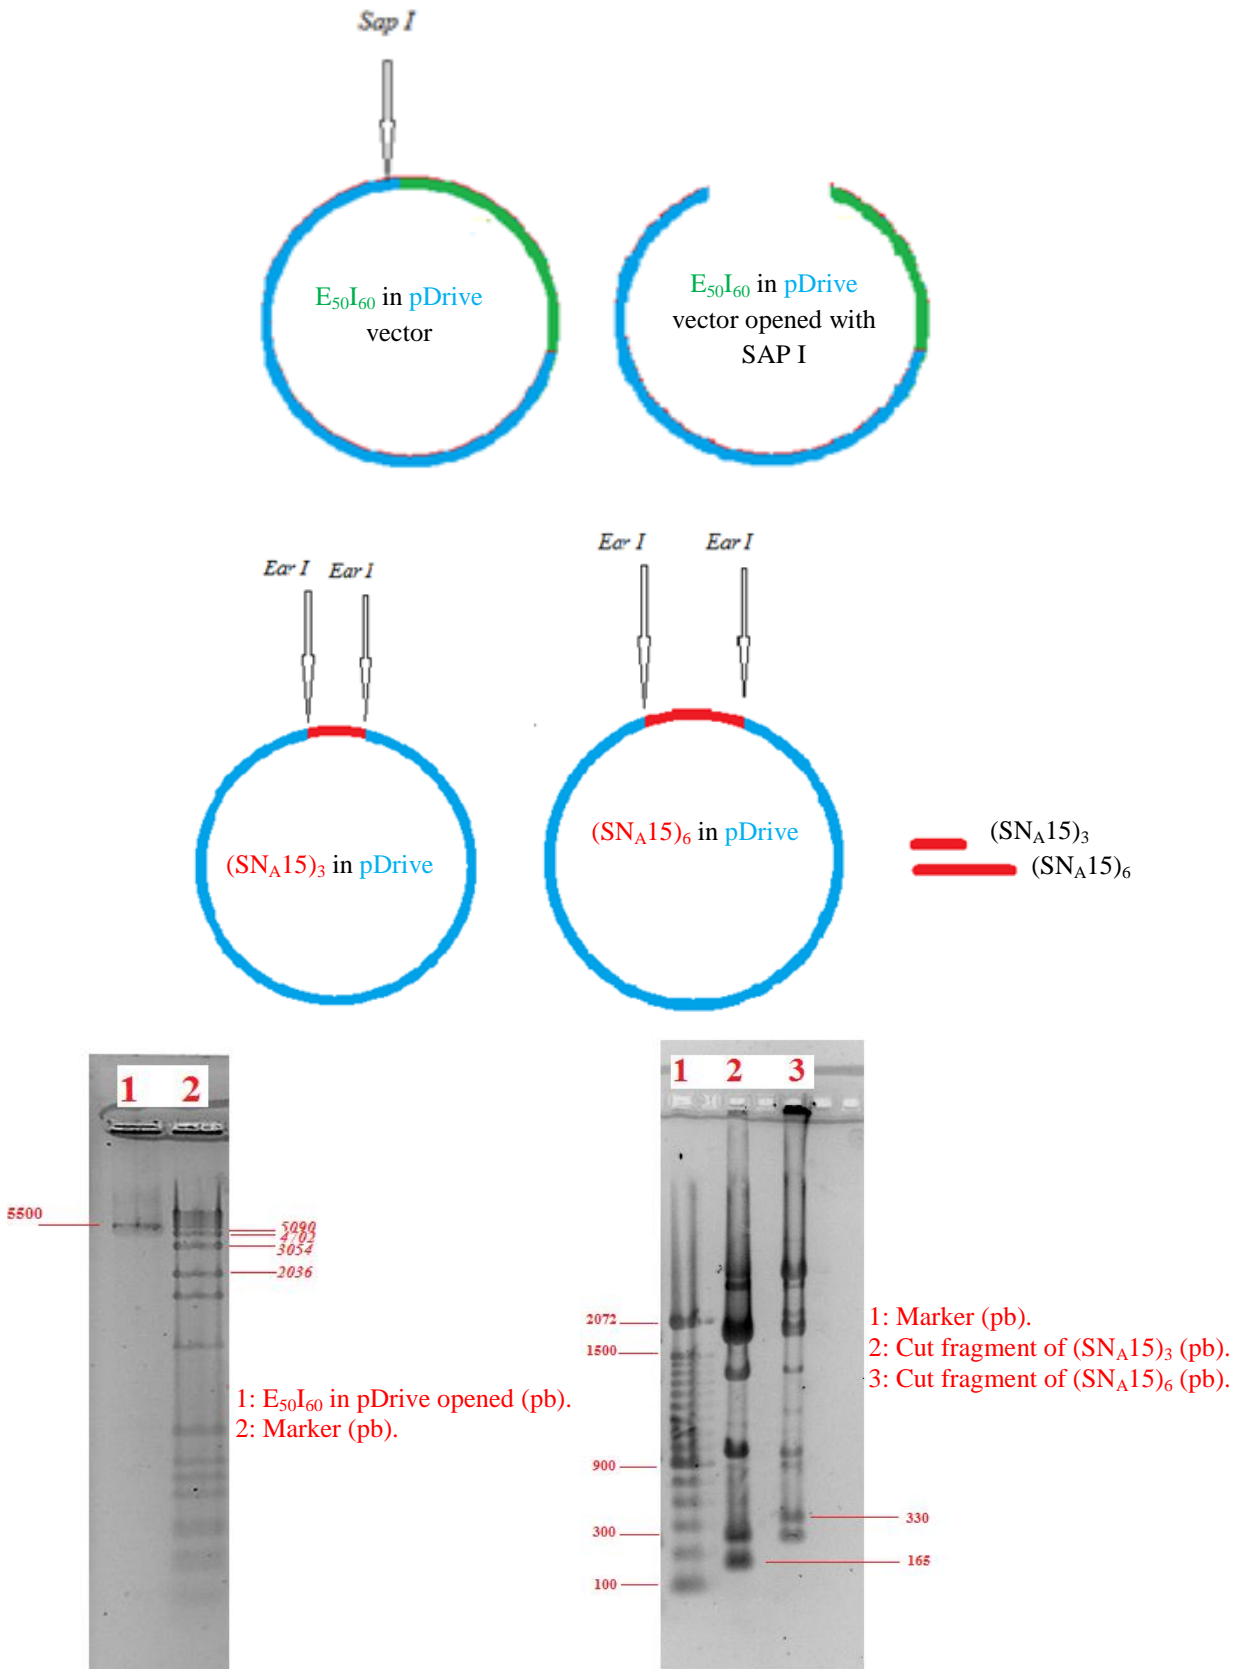 Sap I
E50I60 in pDrive
vector
E50I60 in pDrive
vector opened with
SAP I
Ear I Ear I
Ear I Ear I
(SNA15)3 in pDrive
(SNA15)6 in pDrive
(SNA15)3
(SNA15)6
1 2
5500
5090
4702
3054
2036
1: E50I60 in pDrive opened (pb).
2: Marker (pb).
1 2 3
2072
1500
900
300
100
330
165
1: Marker (pb).
2: Cut fragment of (SNA15)3 (pb).
3: Cut fragment of (SNA15)6 (pb).